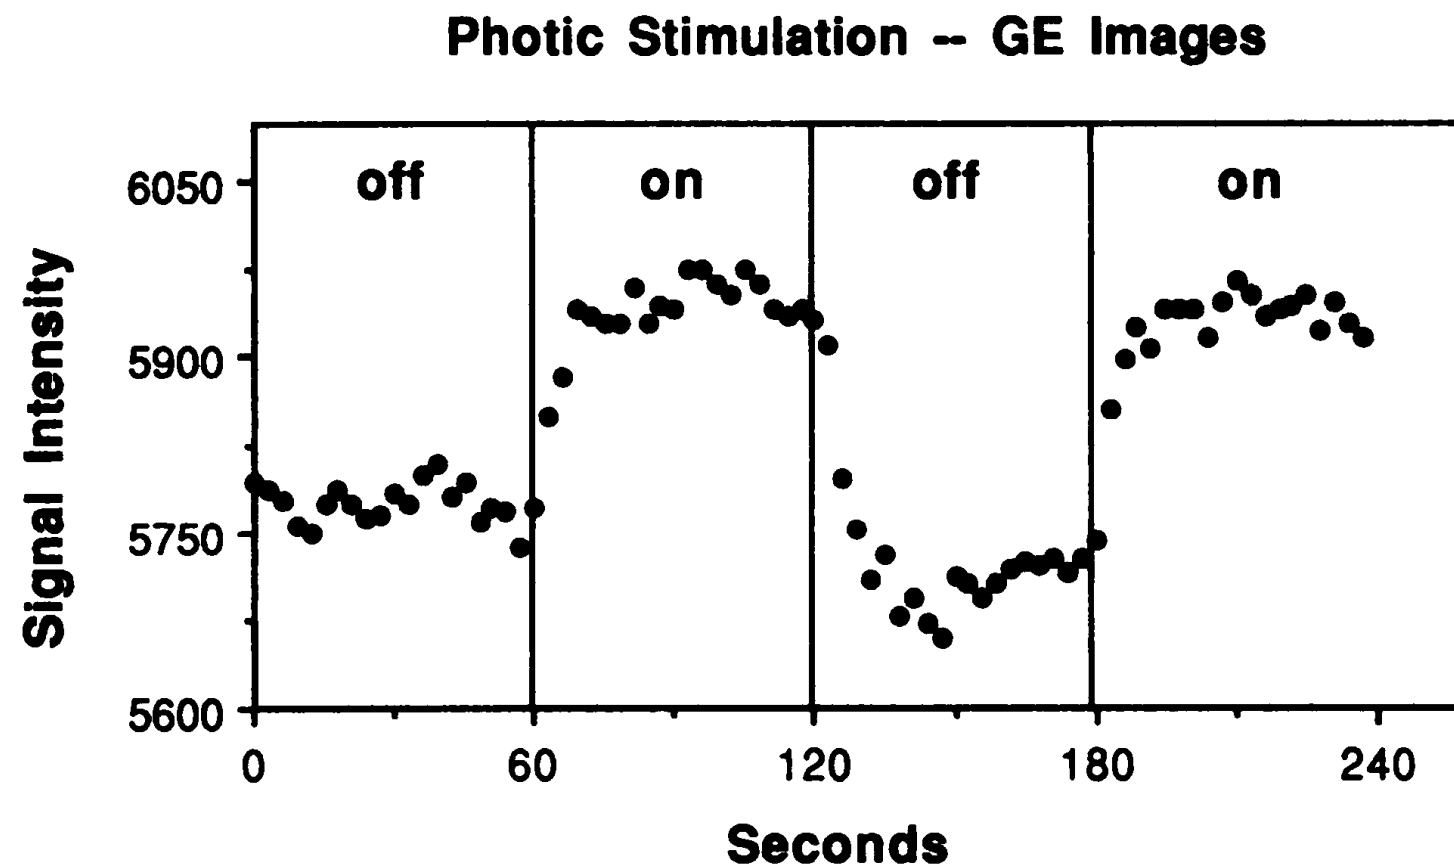 Photic Stimulation -- GE Images
off on off on
6050
5900
5750
5600
Signal Intensity
0 60 120 180 240
Seconds